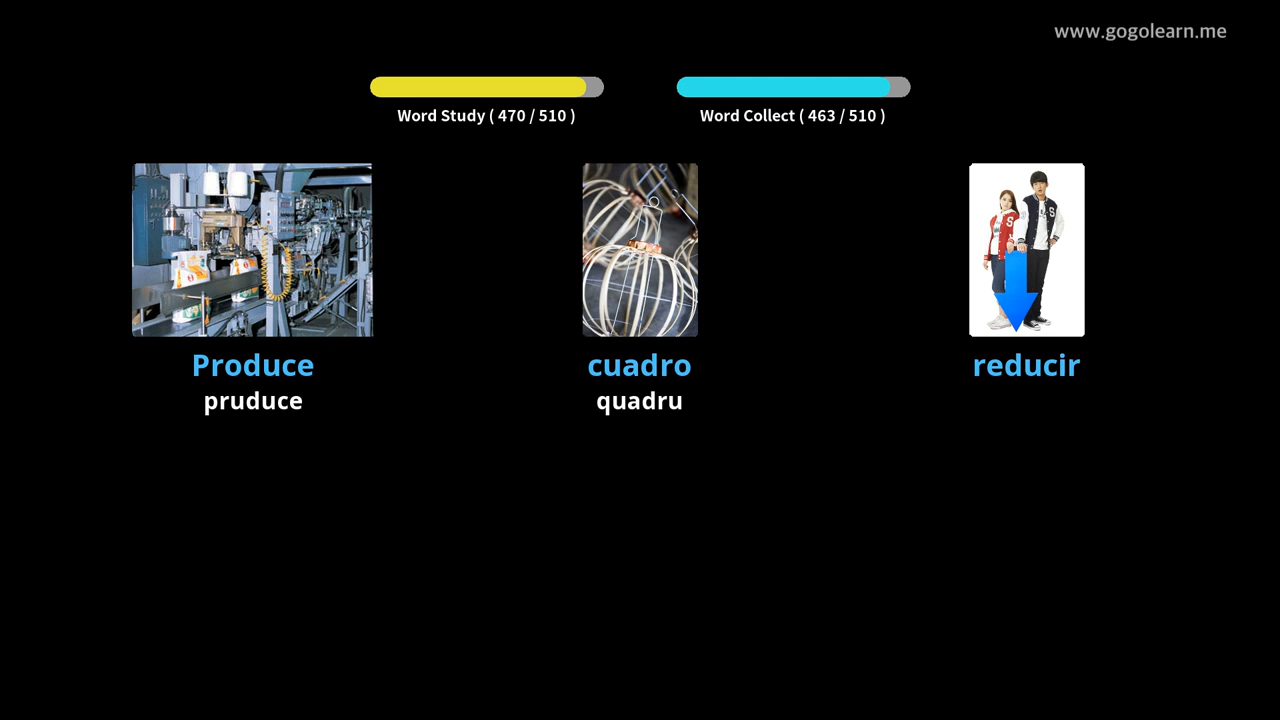 www.gogolearn.me
Word Study ( 470 / 510 )
Word Collect ( 463 / 510 )
Produce
pruduce
cuadro
quadru
reducir